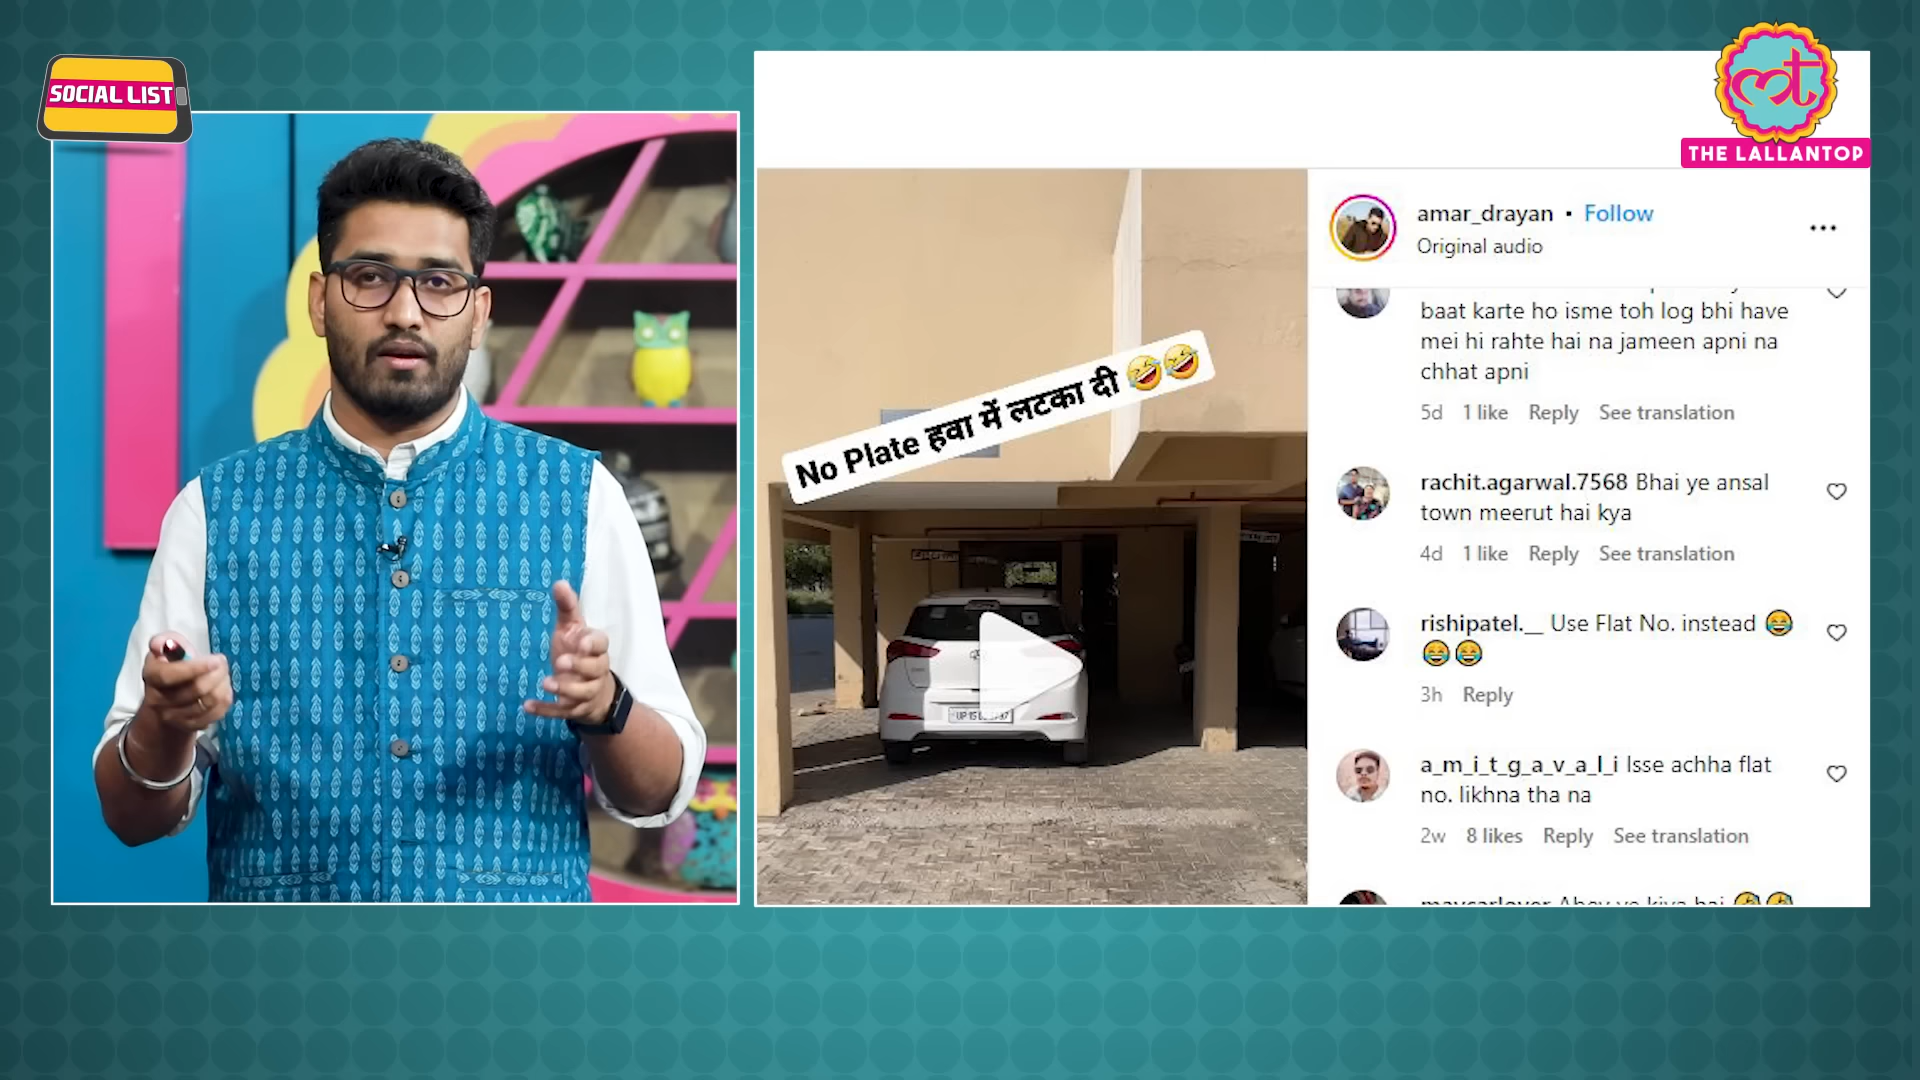 SOCIAL LIST
THE LALLANTOP
No Plate हवा में लटका दी 🤣🤣
amar_drayan • Follow
Original audio
baat karte ho isme toh log bhi have
mei hi rahte hai na jameen apni na
chhat apni
5d 1 like Reply See translation
rachit.agarwal.7568 Bhai ye ansal
town meerut hai kya
4d 1 like Reply See translation
rishipatel.__ Use Flat No. instead 😂
😂😂
3h Reply
a_m_i_t_g_a_v_a_l_i Isse achha flat
no. likhna tha na
2w 8 likes Reply See translation